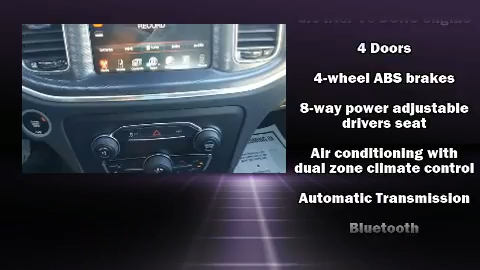 4 Doors
4-wheel ABS brakes
8-way power adjustable
drivers seat
Air conditioning with
dual zone climate control
Automatic Transmission
Bluetooth